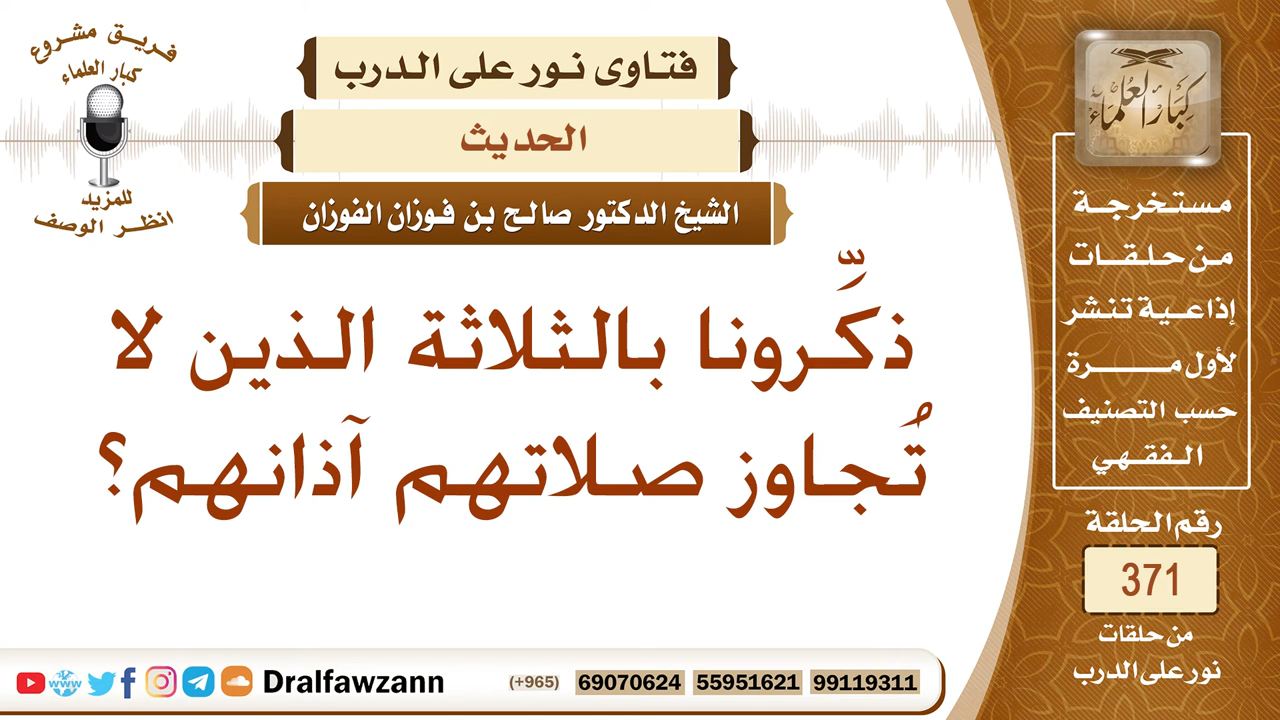 فريق مشروع
كبار العلماء
للمزيد
انظر الوصف
فتاوى نور على الدرب
الحديث
الشيخ الدكتور صالح بن فوزان الفوزان
ذكِّرونا بالثلاثة الذين لا
تُجاوز صلاتهم آذانهم؟
كبار العلماء
مستخرجة
من حلقات
إذاعية تنشر
لأول مرة
حسب التصنيف
الفقهي
رقم الحلقة
371
من حلقات
نور على الدرب
www
Dralfawzann
(+965) 69070624 55951621 99119311